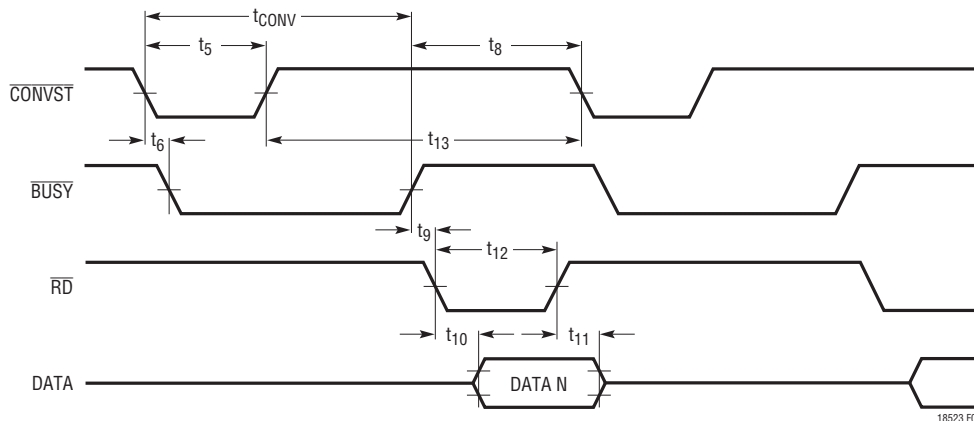 tCONV
t5
t8
CONVST
t13
t6
BUSY
t9
t12
RD
t10
t11
DATA
DATA N